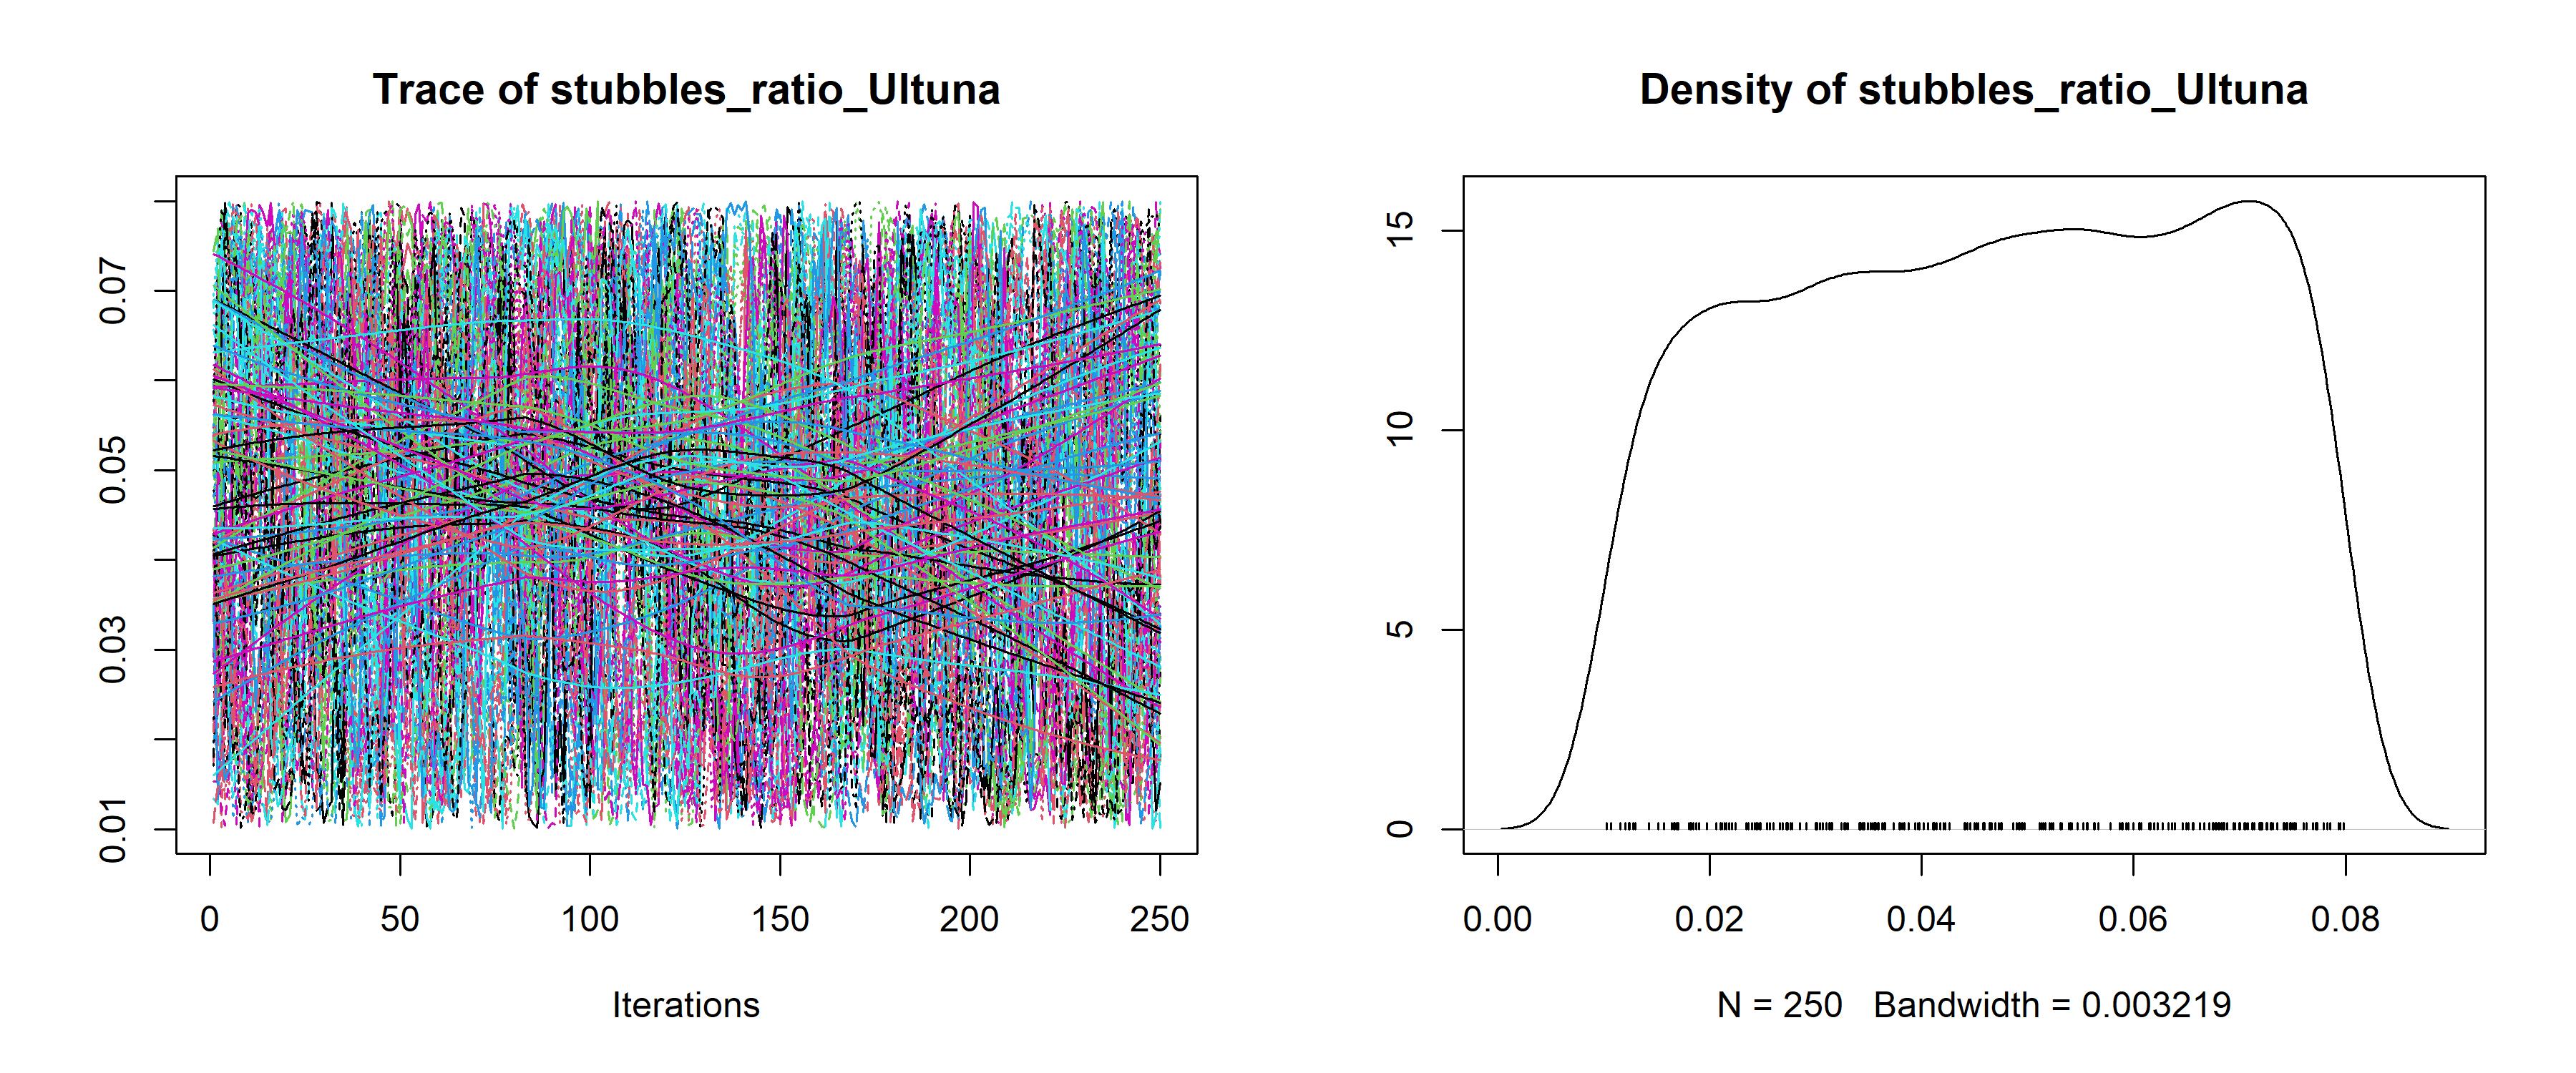 Trace of stubbles_ratio_Ultuna
0.07
0.05
0.03
0.01
0 50 100 150 200 250
Iterations
Density of stubbles_ratio_Ultuna
15
10
5
0
0.00 0.02 0.04 0.06 0.08
N = 250 Bandwidth = 0.003219